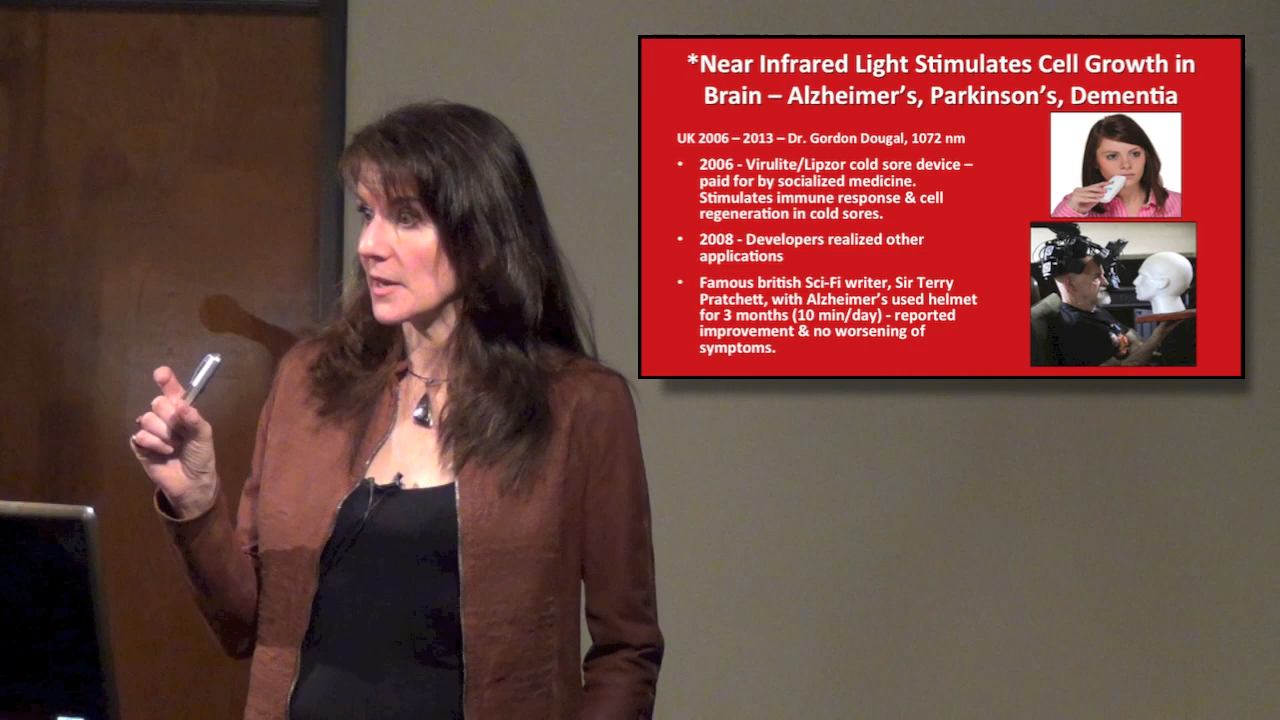 *Near Infrared Light Stimulates Cell Growth in
Brain – Alzheimer's, Parkinson's, Dementia
UK 2006 – 2013 – Dr. Gordon Dougal, 1072 nm
• 2006 - Virulite/Lipzor cold sore device –
paid for by socialized medicine.
Stimulates immune response & cell
regeneration in cold sores.
• 2008 - Developers realized other
applications
• Famous british Sci-Fi writer, Sir Terry
Pratchett, with Alzheimer's used helmet
for 3 months (10 min/day) - reported
improvement & no worsening of
symptoms.